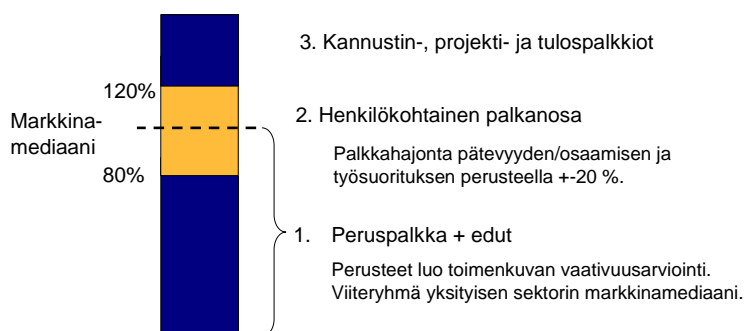 3. Kannustin-, projekti- ja tulospalkkiot
120%
Markkina-
mediaani
80%
2. Henkilökohtainen palkanosa
Palkkahajonta pätevyyden/osaamisen ja
työsuorituksen perusteella +-20 %.
1. Peruspalkka + edut
Perusteet luo toimenkuvan vaativuusarviointi.
Viiteryhmä yksityisen sektorin markkinamediaani.